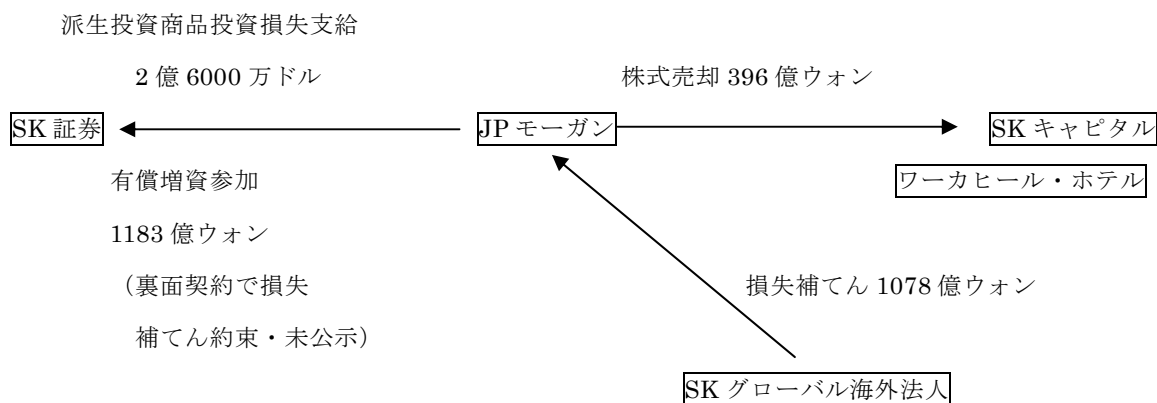 派生投資商品投資損失支給
2億6000万ドル
株式売却396億ウォン
SK証券
JPモーガン
SKキャピタル
有償増資参加
ワーカヒール・ホテル
1183億ウォン
(裏面契約で損失
損失補てん1078億ウォン
補てん約束・未公示)
SKグローバル海外法人